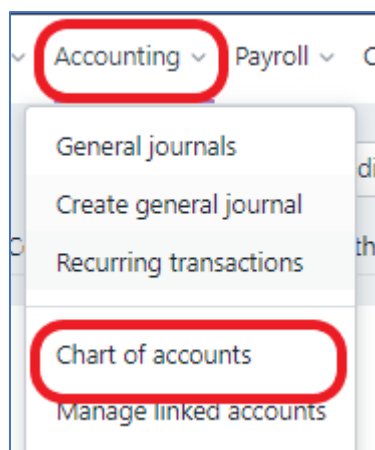 Accounting Payroll
General journals
Create general journal
Recurring transactions
Chart of accounts
Manage linked accounts